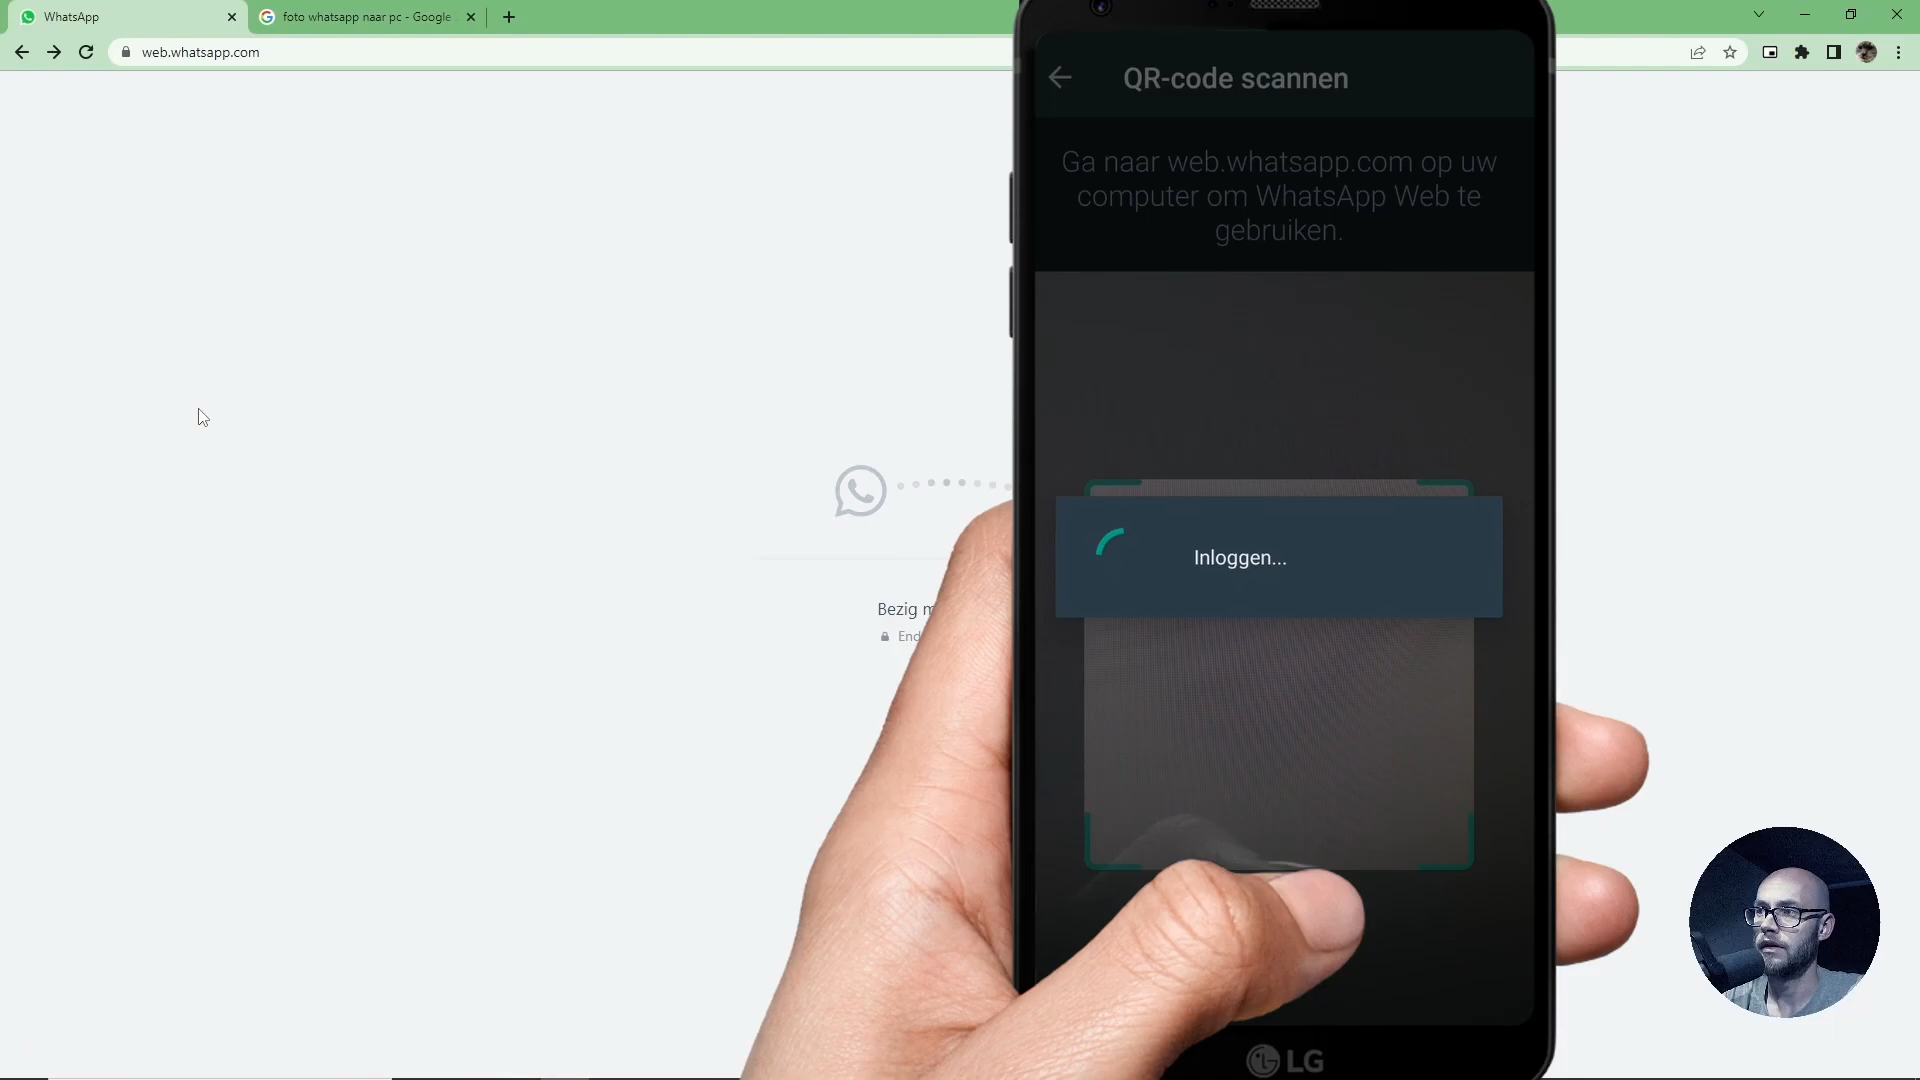 WhatsApp
foto whatsapp naar pc - Google
web.whatsapp.com
QR-code scannen
Ga naar web.whatsapp.com op uw
computer om WhatsApp Web te
gebruiken.
Inloggen...
Bezig
End
LG